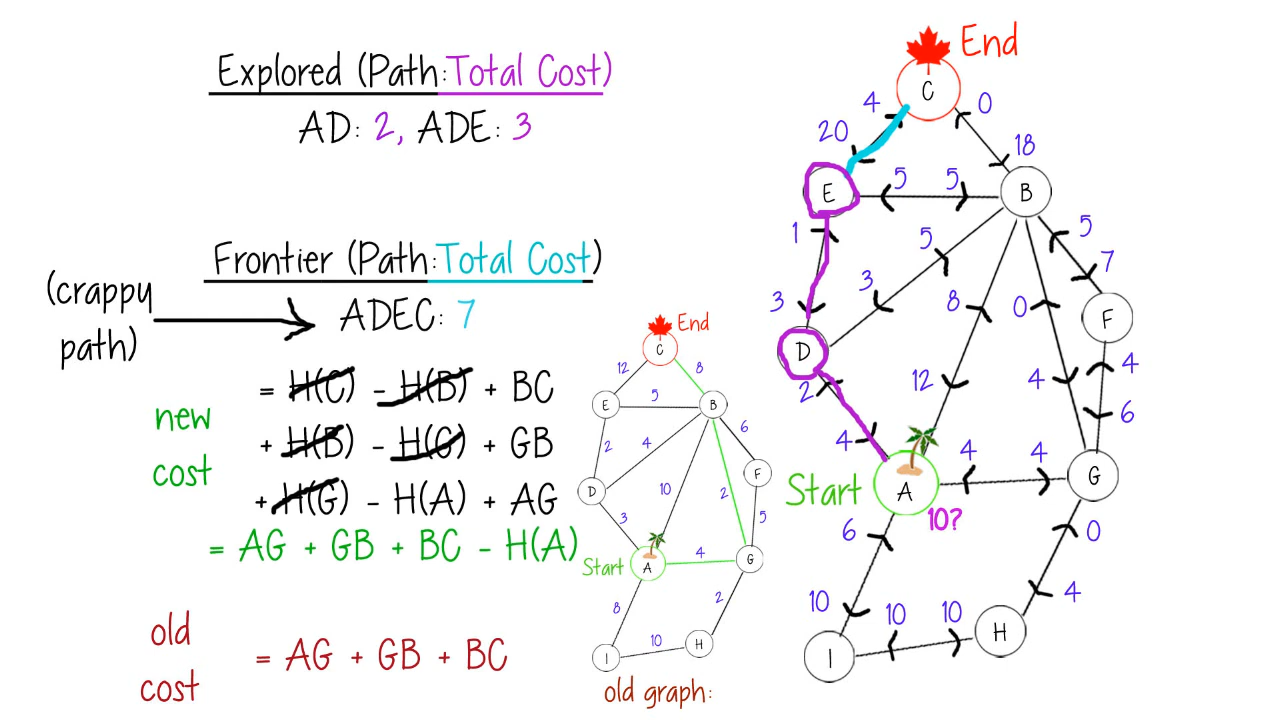 Explored (Path:Total Cost)
AD: 2, ADE: 3
Frontier (Path:Total Cost)
(crappy
path)
ADEC: 7
new
cost
= H(C) - H(B) + BC
+ H(B) - H(G) + GB
+ H(G) - H(A) + AG
= AG + GB + BC - H(A)
old
cost
= AG + GB + BC
End
C
12
8
E
5
B
2
4
6
10
2
F
D
3
5
Start
A
4
G
8
2
10
I
H
old graph:
End
C
4
0
20
18
E
5
5
B
1
5
5
7
3
3
8
0
F
D
2
12
4
4
6
4
Start
A
4
4
G
10?
6
0
10
10
10
4
I
H